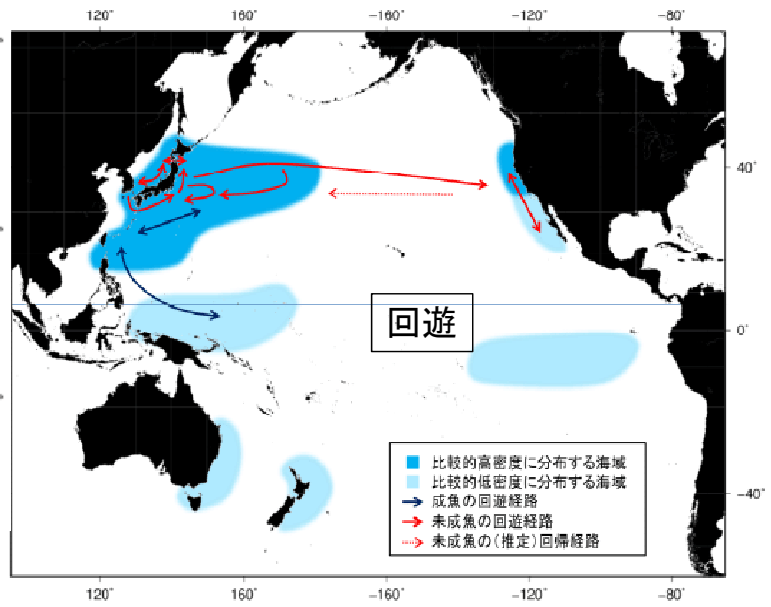 120° 160° -160° -120° -80°
40°
0°
-40°
回遊
比較的高密度に分布する海域
比較的低密度に分布する海域
成魚の回遊経路
未成魚の回遊経路
未成魚の(推定)回帰経路
120° 160° -160° -120° -80°